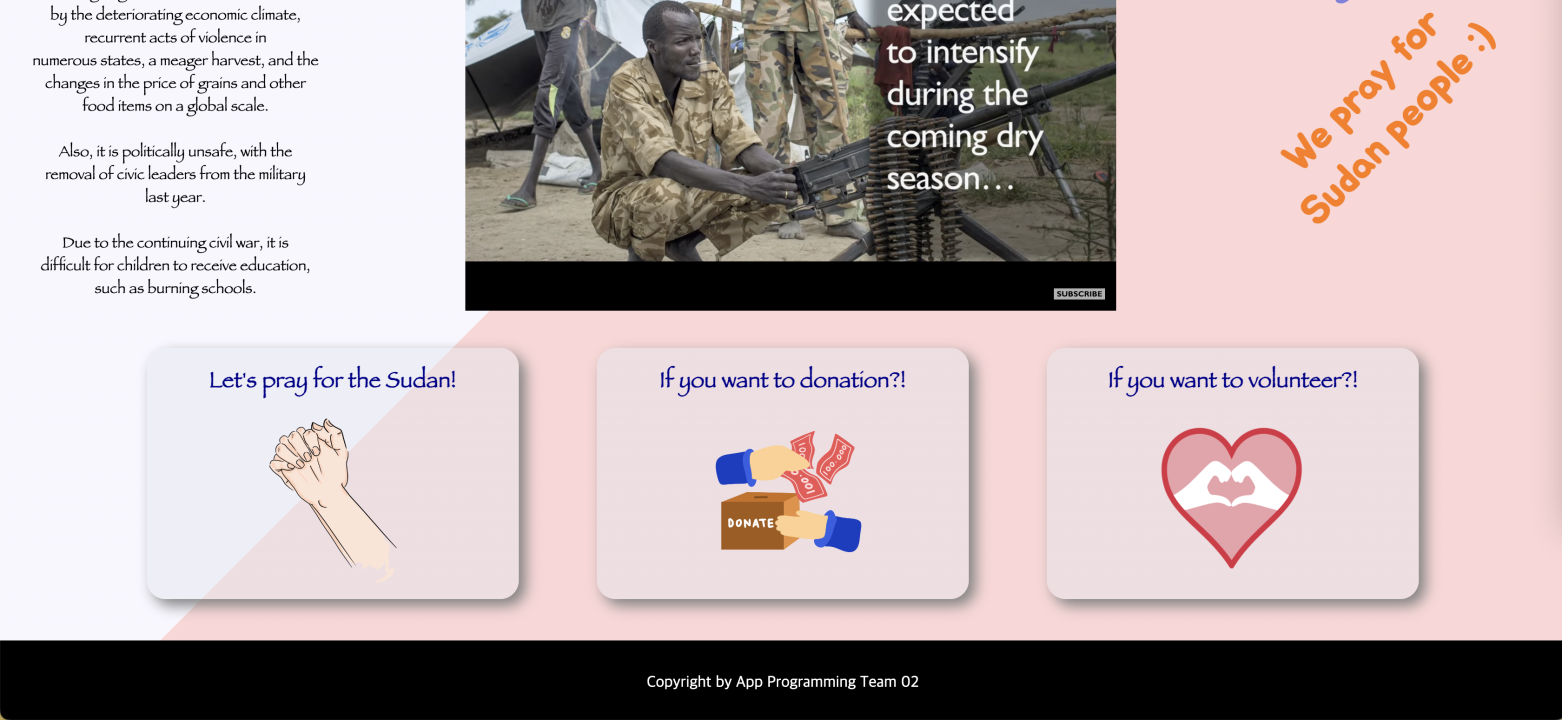 by the deteriorating economic climate,
recurrent acts of violence in
numerous states, a meager harvest, and the
changes in the price of grains and other
food items on a global scale.
Also, it is politically unsafe, with the
removal of civic leaders from the military
last year.
Due to the continuing civil war, it is
difficult for children to receive education,
such as burning schools.
expected
to intensify
during the
coming dry
season…
SUBSCRIBE
We pray for
Sudan people :)
Let's pray for the Sudan!
If you want to donation?!
100
100.000
100
DONATE
If you want to volunteer?!
Copyright by App Programming Team 02